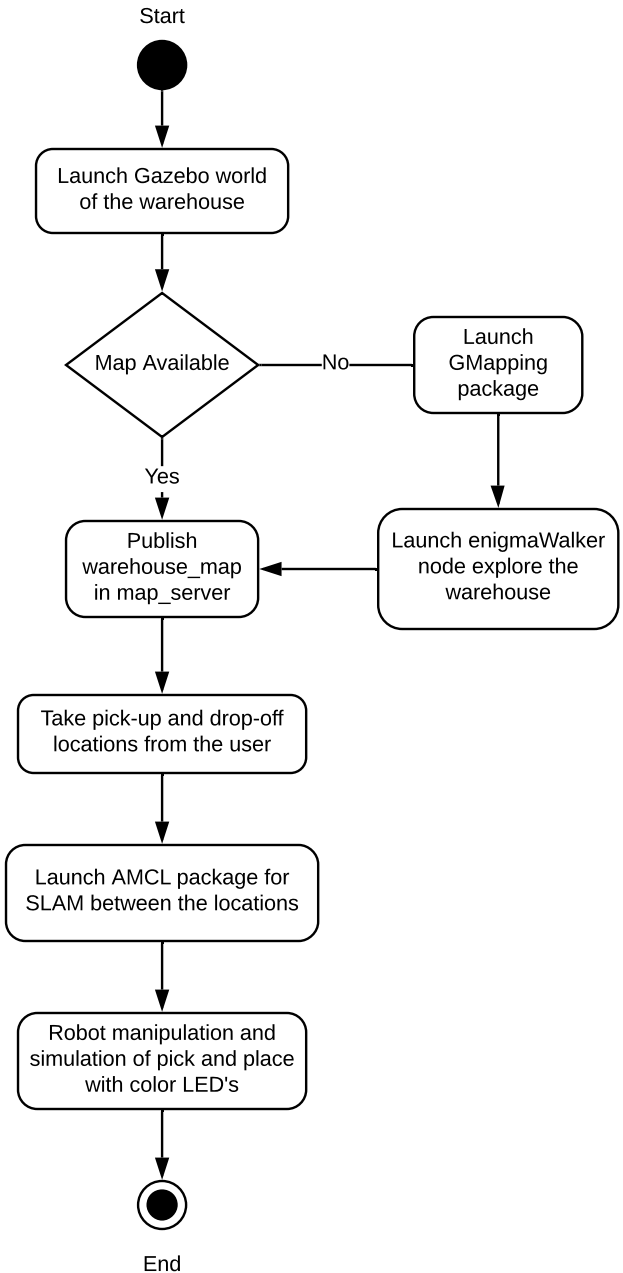 Start
Launch Gazebo world
of the warehouse
Map Available
No
Launch
GMapping
package
Yes
Launch enigmaWalker
node explore the
warehouse
Publish
warehouse_map
in map_server
Take pick-up and drop-off
locations from the user
Launch AMCL package for
SLAM between the locations
Robot manipulation and
simulation of pick and place
with color LED's
End